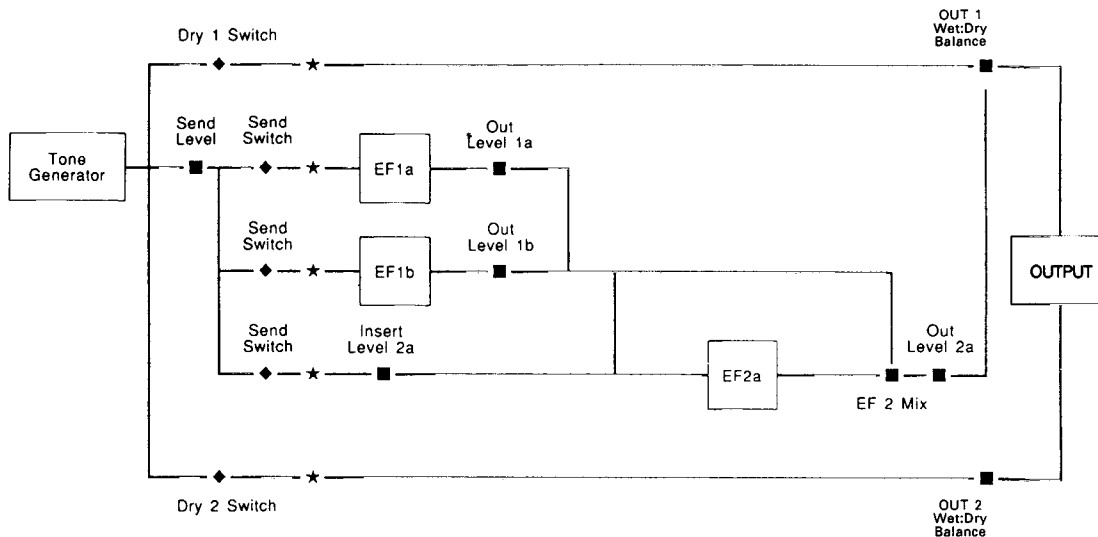 OUT 1
Wet:Dry
Balance
Dry 1 Switch
Send
Level
Send
Switch
Out
Level 1a
Tone
Generator
EF1a
Send
Switch
Out
Level 1b
EF1b
OUTPUT
Send
Switch
Insert
Level 2a
Out
Level 2a
EF2a
EF 2 Mix
Dry 2 Switch
OUT 2
Wet:Dry
Balance